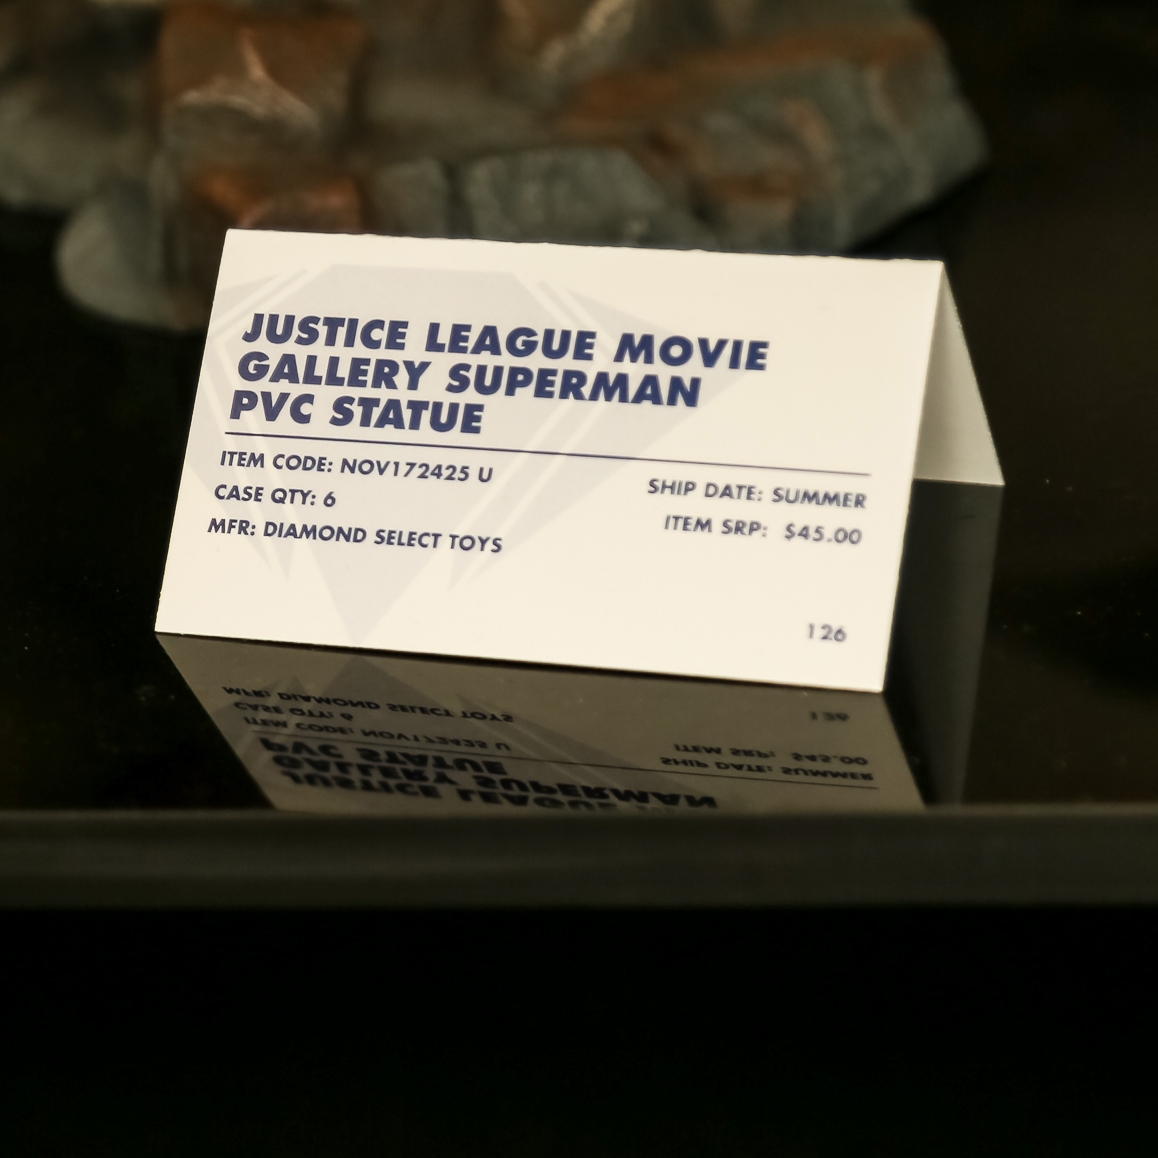 JUSTICE LEAGUE MOVIE
GALLERY SUPERMAN
PVC STATUE
ITEM CODE: NOV172425 U
CASE QTY: 6
MFR: DIAMOND SELECT TOYS
SHIP DATE: SUMMER
ITEM SRP: $45.00
126